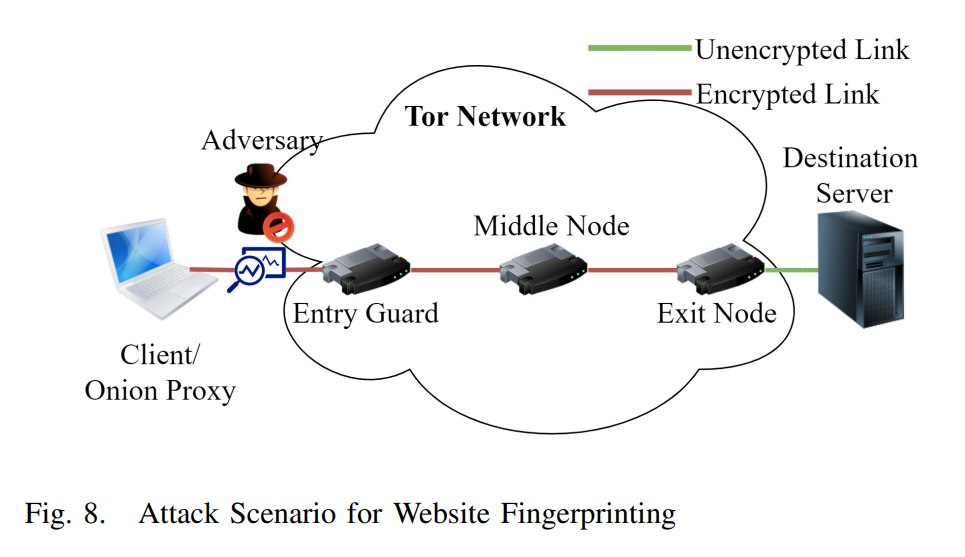 Unencrypted Link
Encrypted Link
Tor Network
Adversary
Destination
Server
Middle Node
Entry Guard
Exit Node
Client/
Onion Proxy
Fig. 8. Attack Scenario for Website Fingerprinting